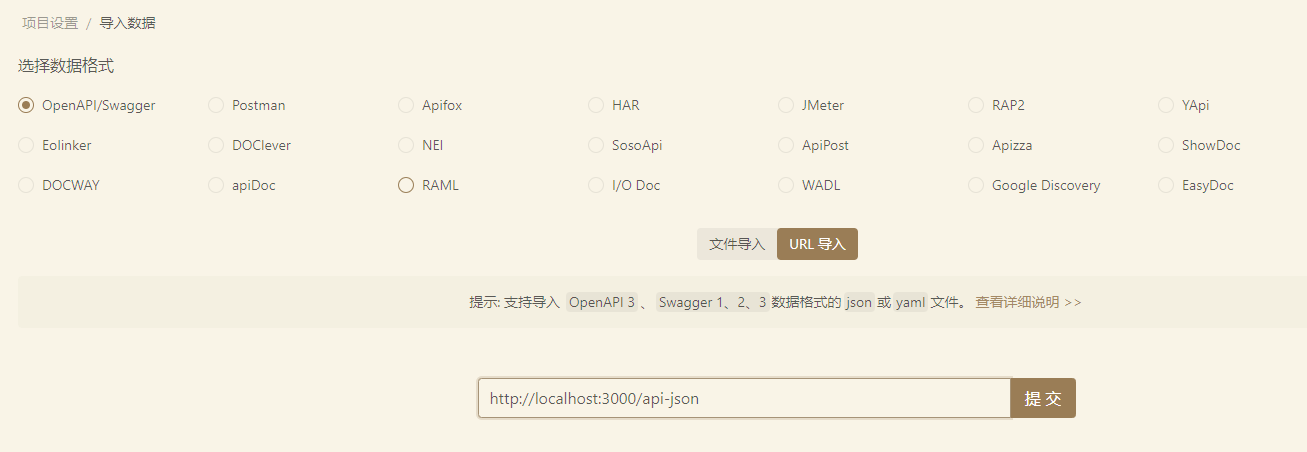 项目设置 / 导入数据
选择数据格式
OpenAPI/Swagger Postman Apifox HAR JMeter RAP2 YApi
Eolinker DOClever NEI SosoApi ApiPost Apizza ShowDoc
DOCWAY apiDoc RAML I/O Doc WADL Google Discovery EasyDoc
文件导入 URL 导入
提示: 支持导入 OpenAPI 3 、 Swagger 1、2、3 数据格式的 json 或 yaml 文件。 查看详细说明 >>
http://localhost:3000/api-json 提 交